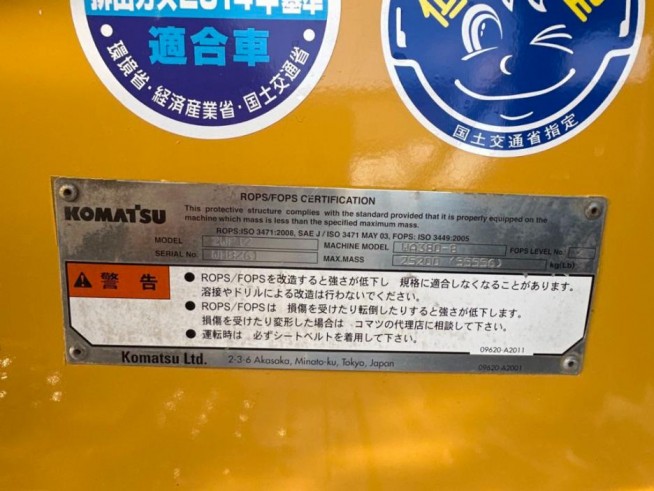 排出ガス2014年基準
適合車
・環境省・経済産業省・国土交通省
国土交通省指定
ROPS/FOPS CERTIFICATION
KOMATSU
This protective structure complies with the standard provided that it is properly equipped on the
machine which mass is less than the specified maximum mass.
ROPS:ISO 3471:2008, SAE J / ISO 3471 MAY 03, FOPS: ISO 3449:2005
MODEL
MACHINE MODEL WA380-8
FOPS LEVEL No.
SERIAL No.
MAX.MASS 25200 (55556) kg(Lb)
警告
● ROPS/FOPSを改造すると強さが低下し 規格に適合しなくなることがあります。
溶接やドリルによる改造は行わないでください。
● ROPS/FOPSは 損傷を受けたり転倒したりすると強さが低下します。
損傷を受けたり変形した場合は コマツの代理店に相談して下さい。
● 運転時は 必ずシートベルトを着用して下さい。
09620-A2011
Komatsu Ltd. 2-3-6 Akasaka, Minato-ku, Tokyo, Japan
09620-A2001